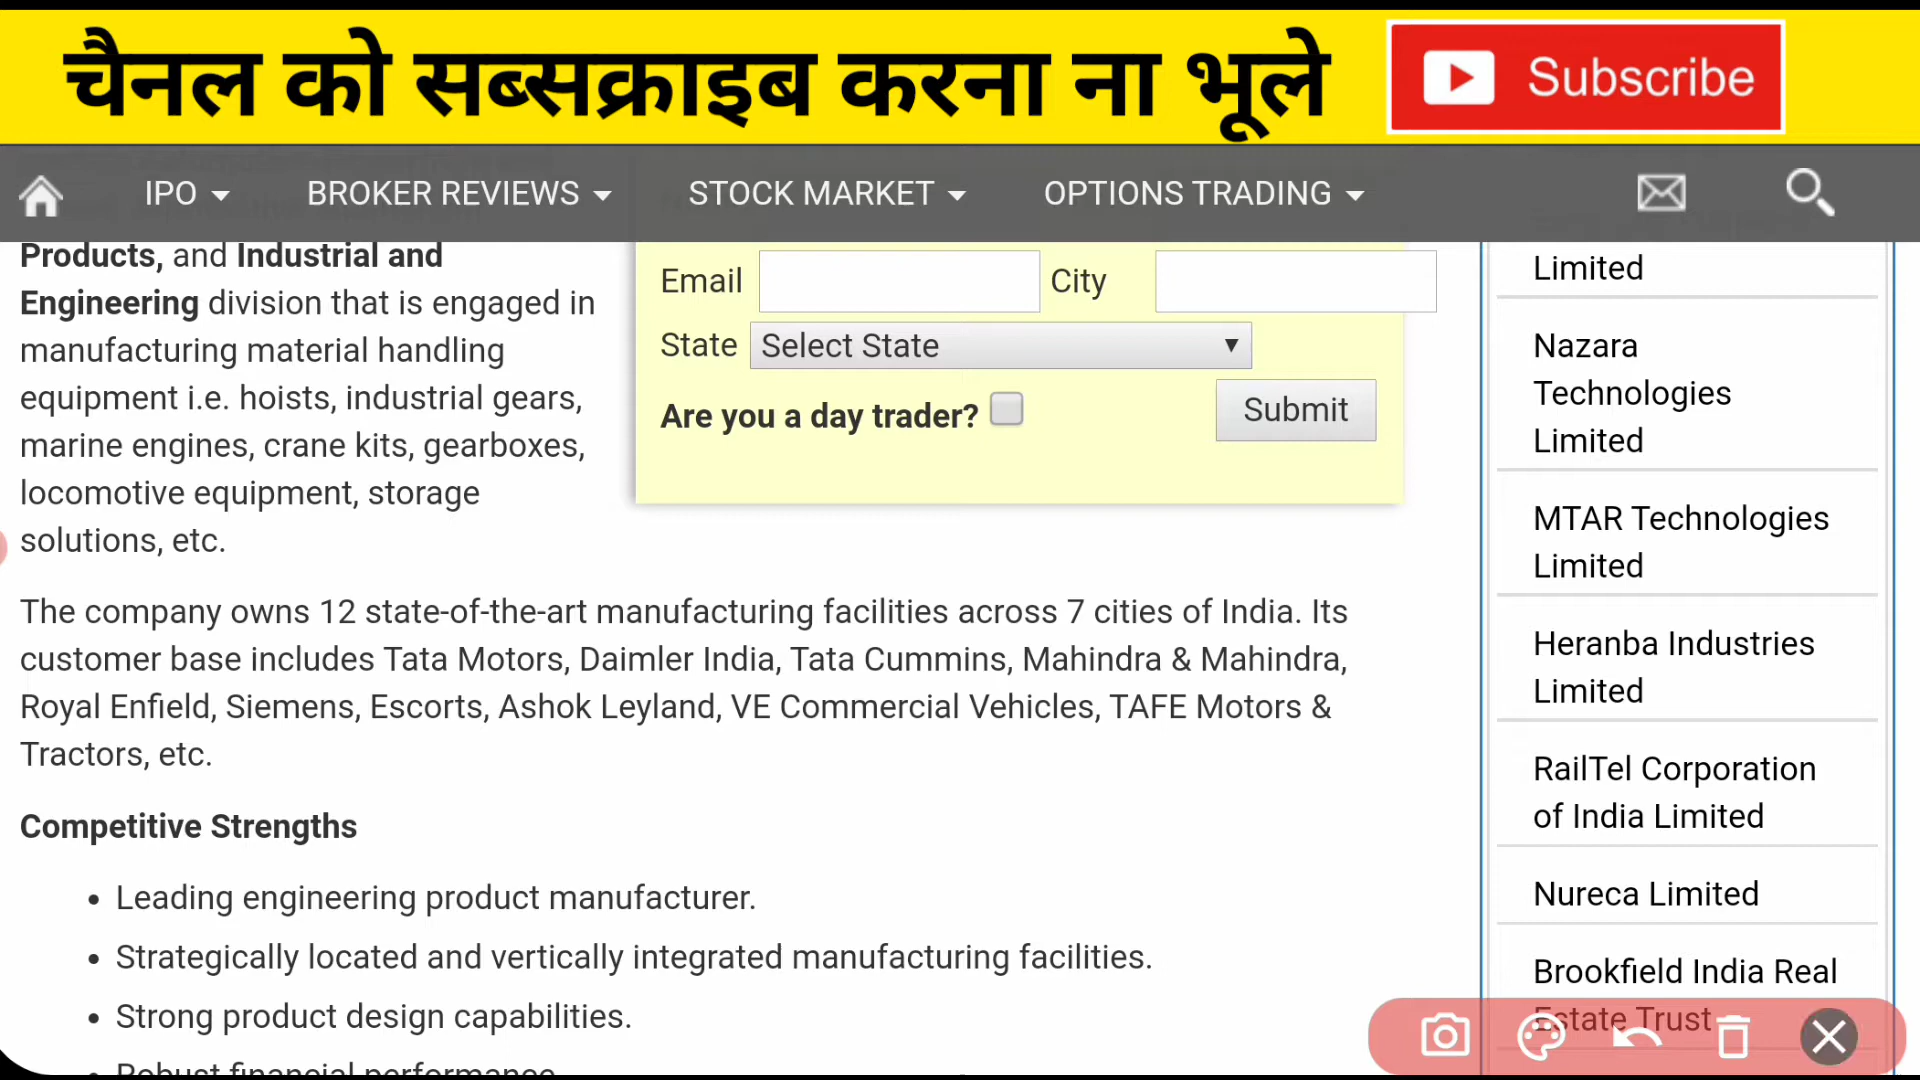 चैनल को सब्सक्राइब करना ना भूले
Subscribe
IPO
BROKER REVIEWS
STOCK MARKET
OPTIONS TRADING
Products, and Industrial and
Engineering division that is engaged in
manufacturing material handling
equipment i.e. hoists, industrial gears,
marine engines, crane kits, gearboxes,
locomotive equipment, storage
solutions, etc.
Email
City
State
Select State
Are you a day trader?
Submit
The company owns 12 state-of-the-art manufacturing facilities across 7 cities of India. Its
customer base includes Tata Motors, Daimler India, Tata Cummins, Mahindra & Mahindra,
Royal Enfield, Siemens, Escorts, Ashok Leyland, VE Commercial Vehicles, TAFE Motors &
Tractors, etc.
Competitive Strengths
• Leading engineering product manufacturer.
• Strategically located and vertically integrated manufacturing facilities.
• Strong product design capabilities.
• Robust financial performance
Limited
Nazara
Technologies
Limited
MTAR Technologies
Limited
Heranba Industries
Limited
RailTel Corporation
of India Limited
Nureca Limited
Brookfield India Real
Estate Trust